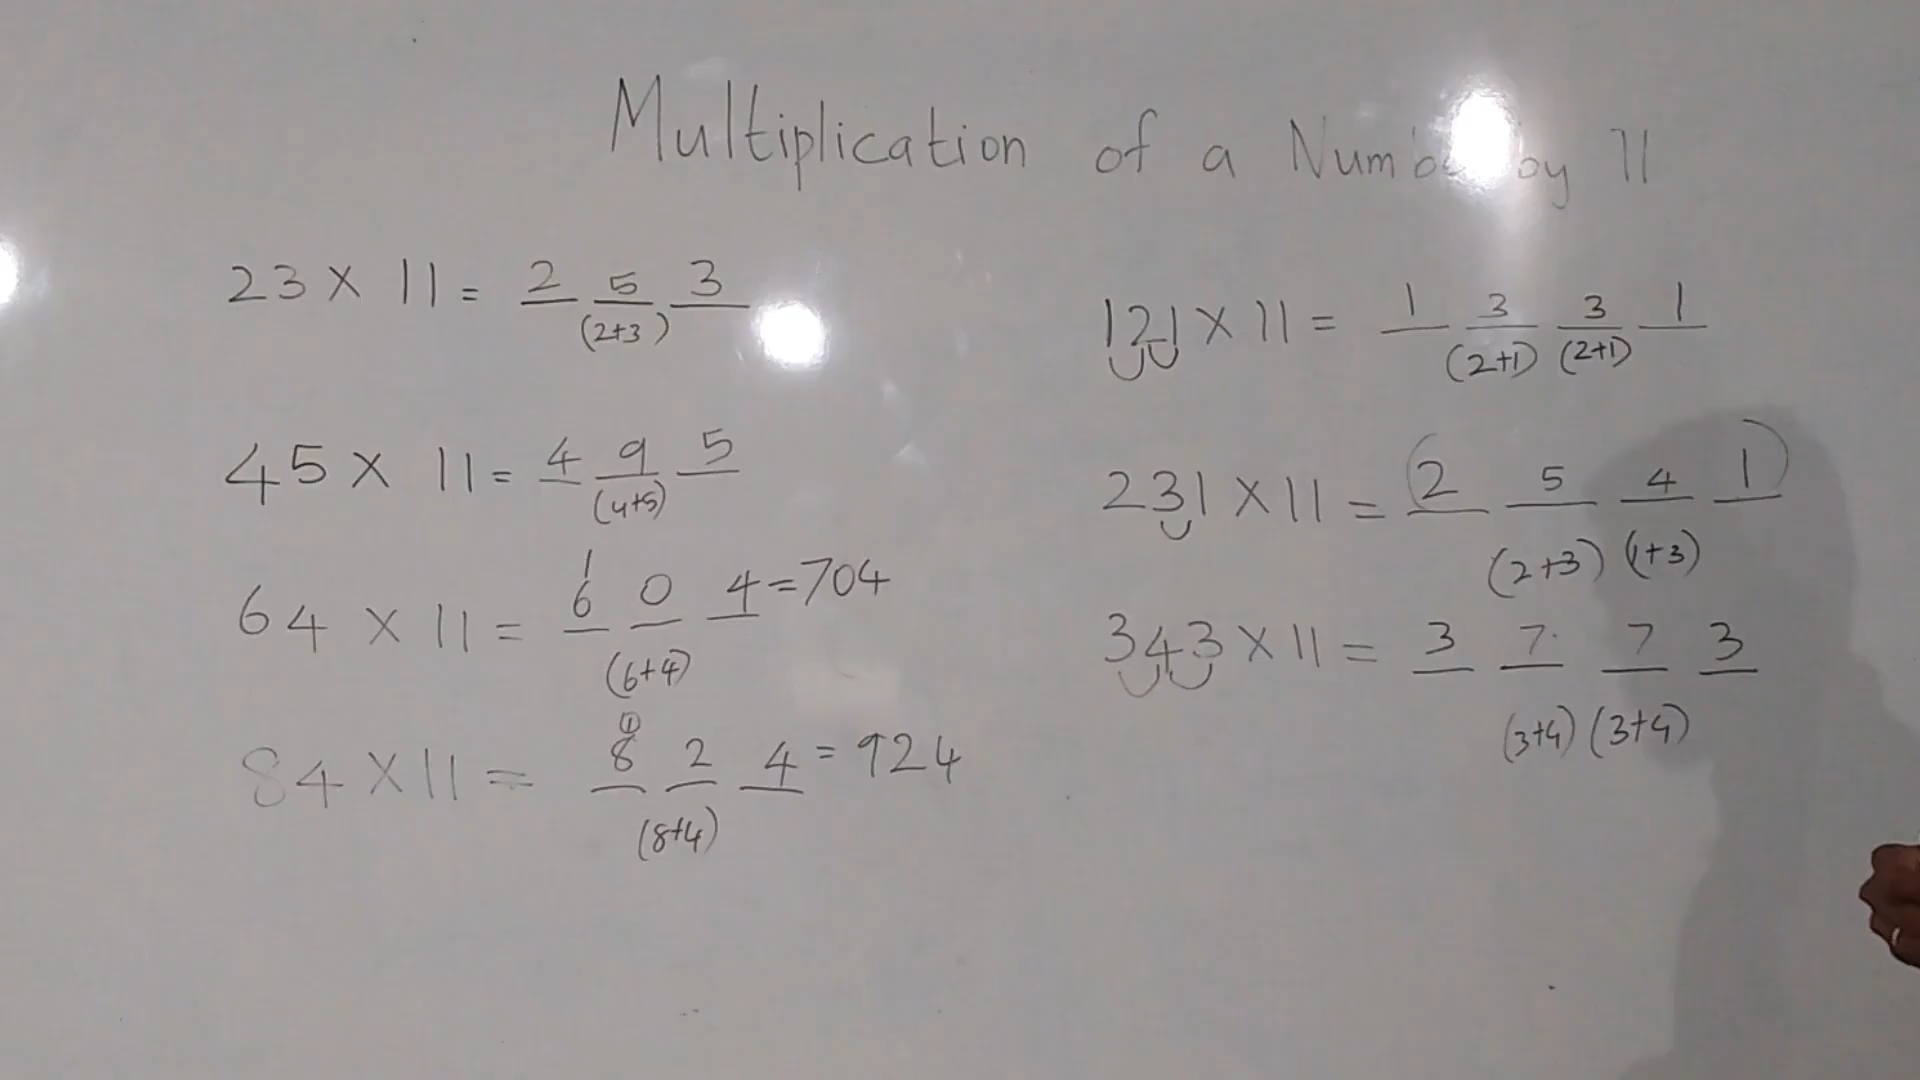 Multiplication of a Number by 11
23 X 11 = 2 5 3
(2+3)
45 X 11 = 4 9 5
(4+5)
1
64 X 11 = 6 0 4 = 704
(6+4)
1
84 X 11 = 8 2 4 = 924
(8+4)
121 X 11 = 1 3 3 1
(2+1) (2+1)
231 X 11 = (2 5 4 1)
(2+3) (1+3)
343 X 11 = 3 7 7 3
(3+4) (3+4)